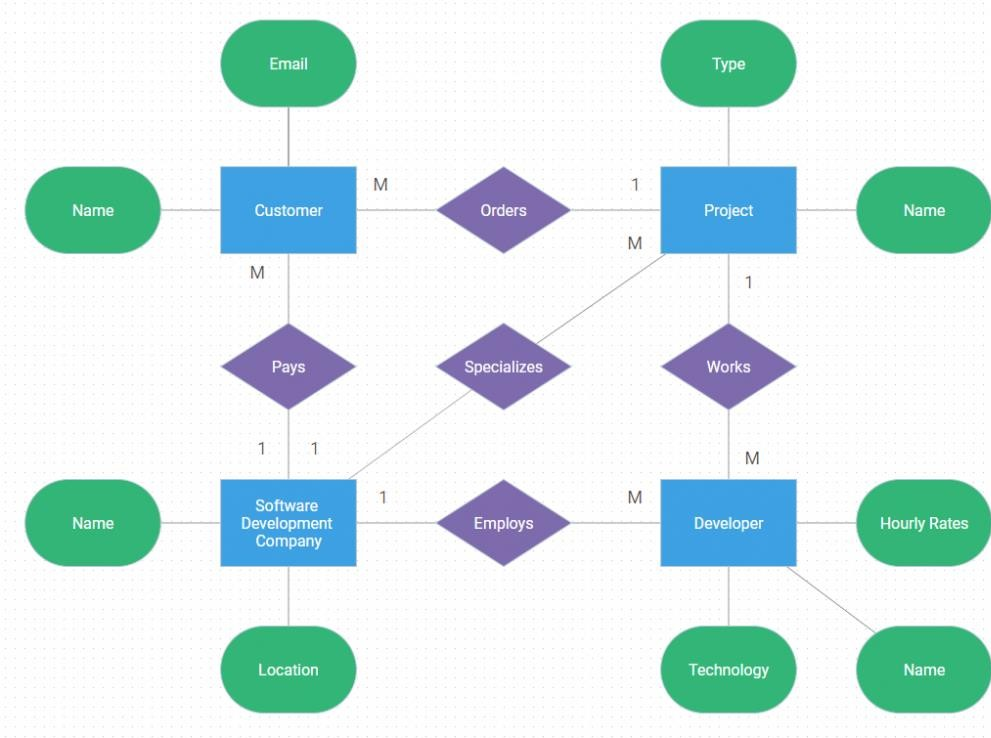 Email
Type
Name
Customer
M
Orders
1
Project
Name
M
M
1
Pays
Specializes
Works
1
1
M
Name
Software
Development
Company
1
Employs
M
Developer
Hourly Rates
Location
Technology
Name